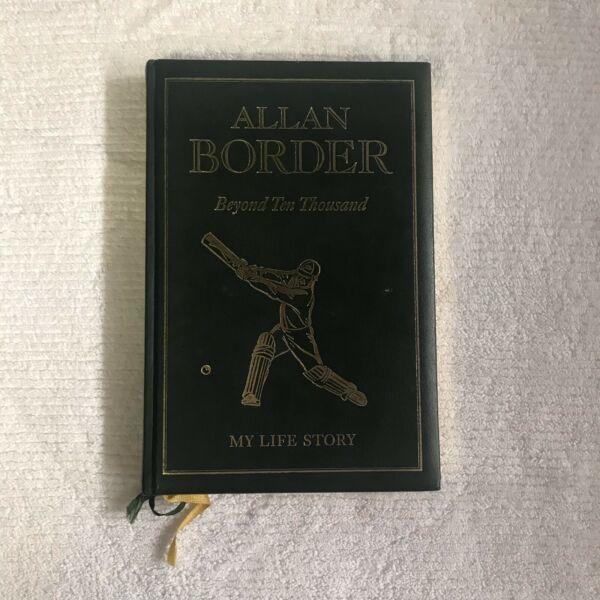 ALLAN
BORDER
Beyond Ten Thousand
MY LIFE STORY